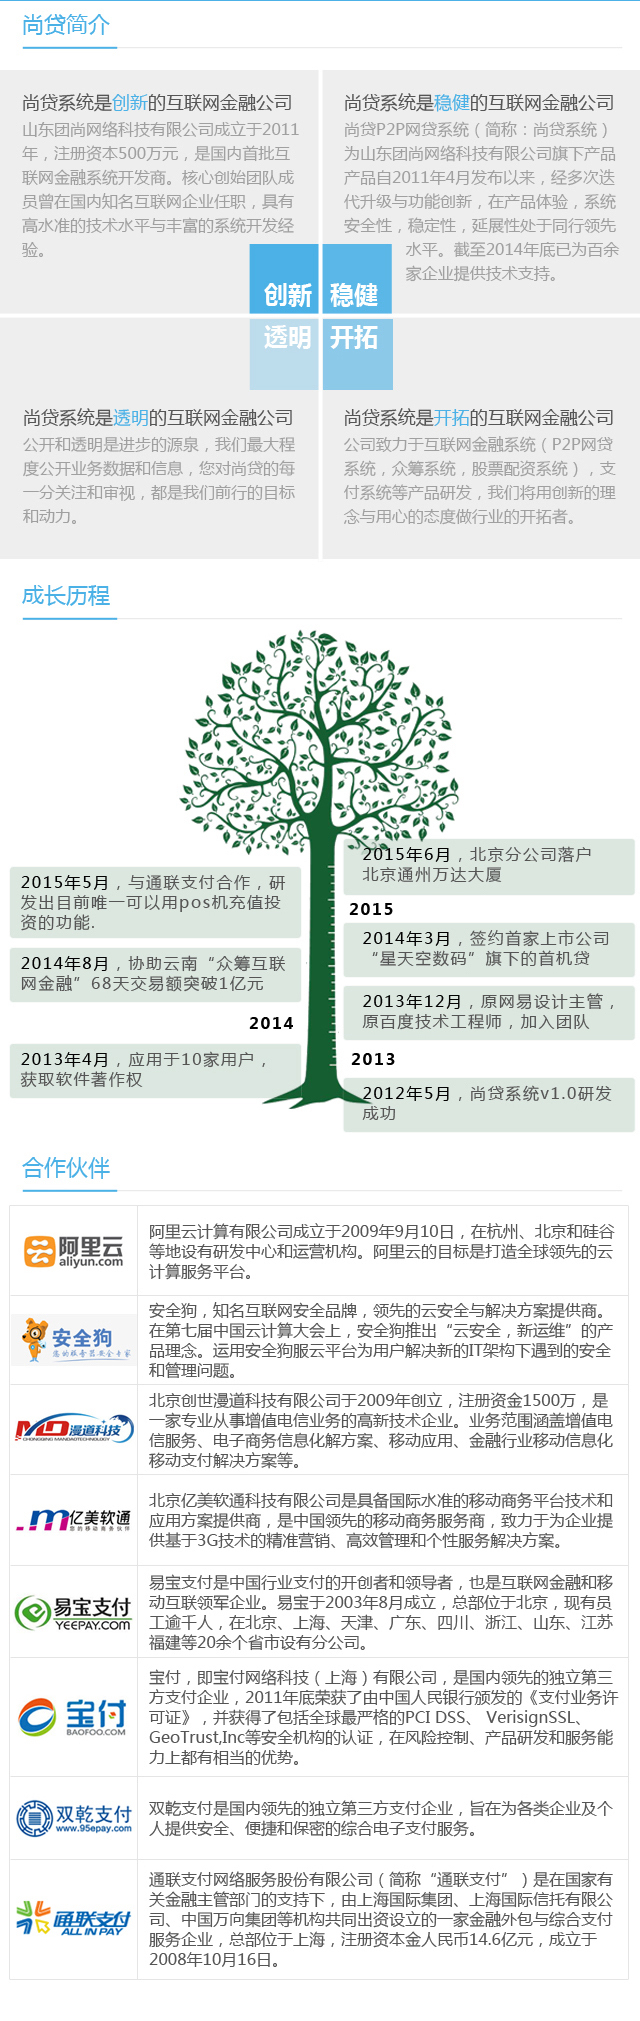 尚贷简介
尚贷系统是创新的互联网金融公司
山东团尚网络科技有限公司成立于2011
年，注册资本500万元，是国内首批互
联网金融系统开发商。核心创始团队成
员曾在国内知名互联网企业任职，具有
高水准的技术水平与丰富的系统开发经
验。
尚贷系统是稳健的互联网金融公司
尚贷P2P网贷系统（简称：尚贷系统）
为山东团尚网络科技有限公司旗下产品
产品自2011年4月发布以来，经多次迭
代升级与功能创新，在产品体验，系统
安全性，稳定性，延展性处于同行领先
水平。截至2014年底已为百余
家企业提供技术支持。
创新 稳健
透明 开拓
尚贷系统是透明的互联网金融公司
公开和透明是进步的源泉，我们最大程
度公开业务数据和信息，您对尚贷的每
一分关注和审视，都是我们前行的目标
和动力。
尚贷系统是开拓的互联网金融公司
公司致力于互联网金融系统（P2P网贷
系统，众筹系统，股票配资系统），支
付系统等产品研发，我们将用创新的理
念与用心的态度做行业的开拓者。
成长历程
2015年6月，北京分公司落户
北京通州万达大厦
2015年5月，与通联支付合作，研
发出目前唯一可以用pos机充值投
资的功能.
2015
2014年3月，签约首家上市公司
“星天空数码”旗下的首机贷
2014年8月，协助云南“众筹互联
网金融”68天交易额突破1亿元
2013年12月，原网易设计主管，
原百度技术工程师，加入团队
2014
2013年4月，应用于10家用户，
获取软件著作权
2013
2012年5月，尚贷系统v1.0研发
成功
合作伙伴
阿里云
aliyun.com
阿里云计算有限公司成立于2009年9月10日，在杭州、北京和硅谷
等地设有研发中心和运营机构。阿里云的目标是打造全球领先的云
计算服务平台。
安全狗
您的服务器安全专家
安全狗，知名互联网安全品牌，领先的云安全与解决方案提供商。
在第七届中国云计算大会上，安全狗推出“云安全，新运维”的产
品理念。运用安全狗服云平台为用户解决新的IT架构下遇到的安全
和管理问题。
MD漫道科技
CHONGQING MANDAOTECHNOLOGY
北京创世漫道科技有限公司于2009年创立，注册资金1500万，是
一家专业从事增值电信业务的高新技术企业。业务范围涵盖增值电
信服务、电子商务信息化解方案、移动应用、金融行业移动信息化
移动支付解决方案等。
.m亿美软通
您的移动商务伙伴
北京亿美软通科技有限公司是具备国际水准的移动商务平台技术和
应用方案提供商，是中国领先的移动商务服务商，致力于为企业提
供基于3G技术的精准营销、高效管理和个性服务解决方案。
易宝支付
YEEPAY.COM
易宝支付是中国行业支付的开创者和领导者，也是互联网金融和移
动互联领军企业。易宝于2003年8月成立，总部位于北京，现有员
工逾千人，在北京、上海、天津、广东、四川、浙江、山东、江苏
福建等20余个省市设有分公司。
宝付
BAOFOO.COM
宝付，即宝付网络科技（上海）有限公司，是国内领先的独立第三
方支付企业，2011年底荣获了由中国人民银行颁发的《支付业务许
可证》，并获得了包括全球最严格的PCI DSS、 VerisignSSL、
GeoTrust,Inc等安全机构的认证，在风险控制、产品研发和服务能
力上都有相当的优势。
双乾支付
www.95epay.com
双乾支付是国内领先的独立第三方支付企业，旨在为各类企业及个
人提供安全、便捷和保密的综合电子支付服务。
通联支付
ALL IN PAY
通联支付网络服务股份有限公司（简称“通联支付”）是在国家有
关金融主管部门的支持下，由上海国际集团、上海国际信托有限公
司、中国万向集团等机构共同出资设立的一家金融外包与综合支付
服务企业，总部位于上海，注册资本金人民币14.6亿元，成立于
2008年10月16日。